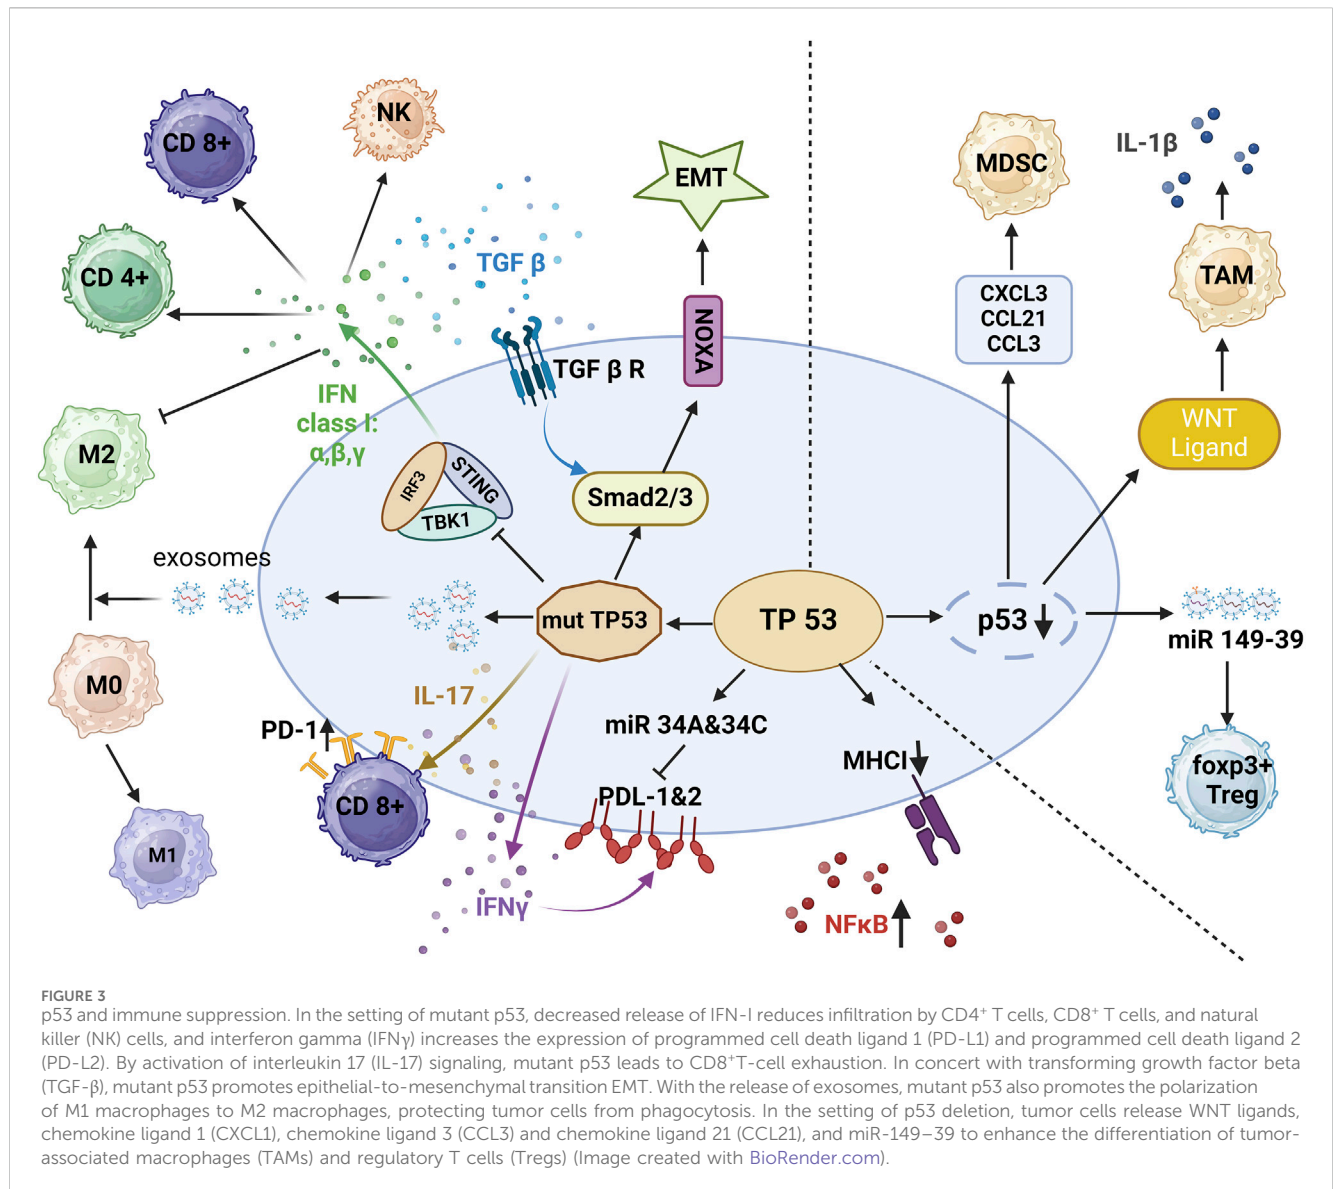 CD 8+
NK
CD 4+
TGF β
EMT
MDSC
IL-1β
TAM
CXCL3
CCL21
CCL3
NOXA
TGF β R
IFN
class I:
α,β,γ
M2
IRF3
STING
TBK1
Smad2/3
WNT
Ligand
exosomes
mut TP53
TP 53
p53
miR 149-39
M0
IL-17
PD-1
miR 34A&34C
MHCI
foxp3+
Treg
CD 8+
PDL-1&2
M1
IFNγ
NFκB
FIGURE 3
p53 and immune suppression. In the setting of mutant p53, decreased release of IFN-I reduces infiltration by CD4⁺ T cells, CD8⁺ T cells, and natural
killer (NK) cells, and interferon gamma (IFNγ) increases the expression of programmed cell death ligand 1 (PD-L1) and programmed cell death ligand 2
(PD-L2). By activation of interleukin 17 (IL-17) signaling, mutant p53 leads to CD8⁺T-cell exhaustion. In concert with transforming growth factor beta
(TGF-β), mutant p53 promotes epithelial-to-mesenchymal transition EMT. With the release of exosomes, mutant p53 also promotes the polarization
of M1 macrophages to M2 macrophages, protecting tumor cells from phagocytosis. In the setting of p53 deletion, tumor cells release WNT ligands,
chemokine ligand 1 (CXCL1), chemokine ligand 3 (CCL3) and chemokine ligand 21 (CCL21), and miR-149–39 to enhance the differentiation of tumor-
associated macrophages (TAMs) and regulatory T cells (Tregs) (Image created with BioRender.com).